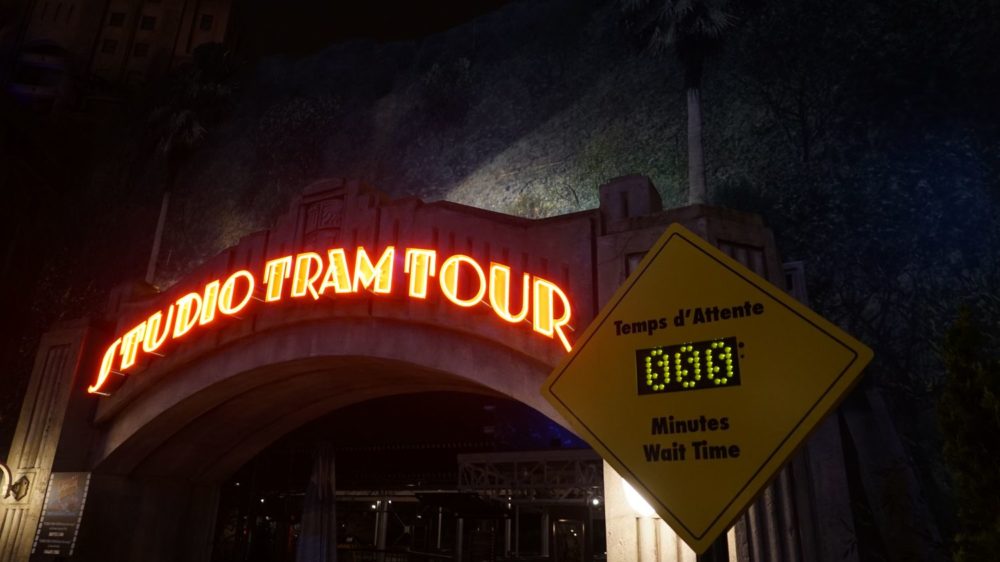 STUDIO TRAM TOUR
Temps d'Attente
000
Minutes
Wait Time